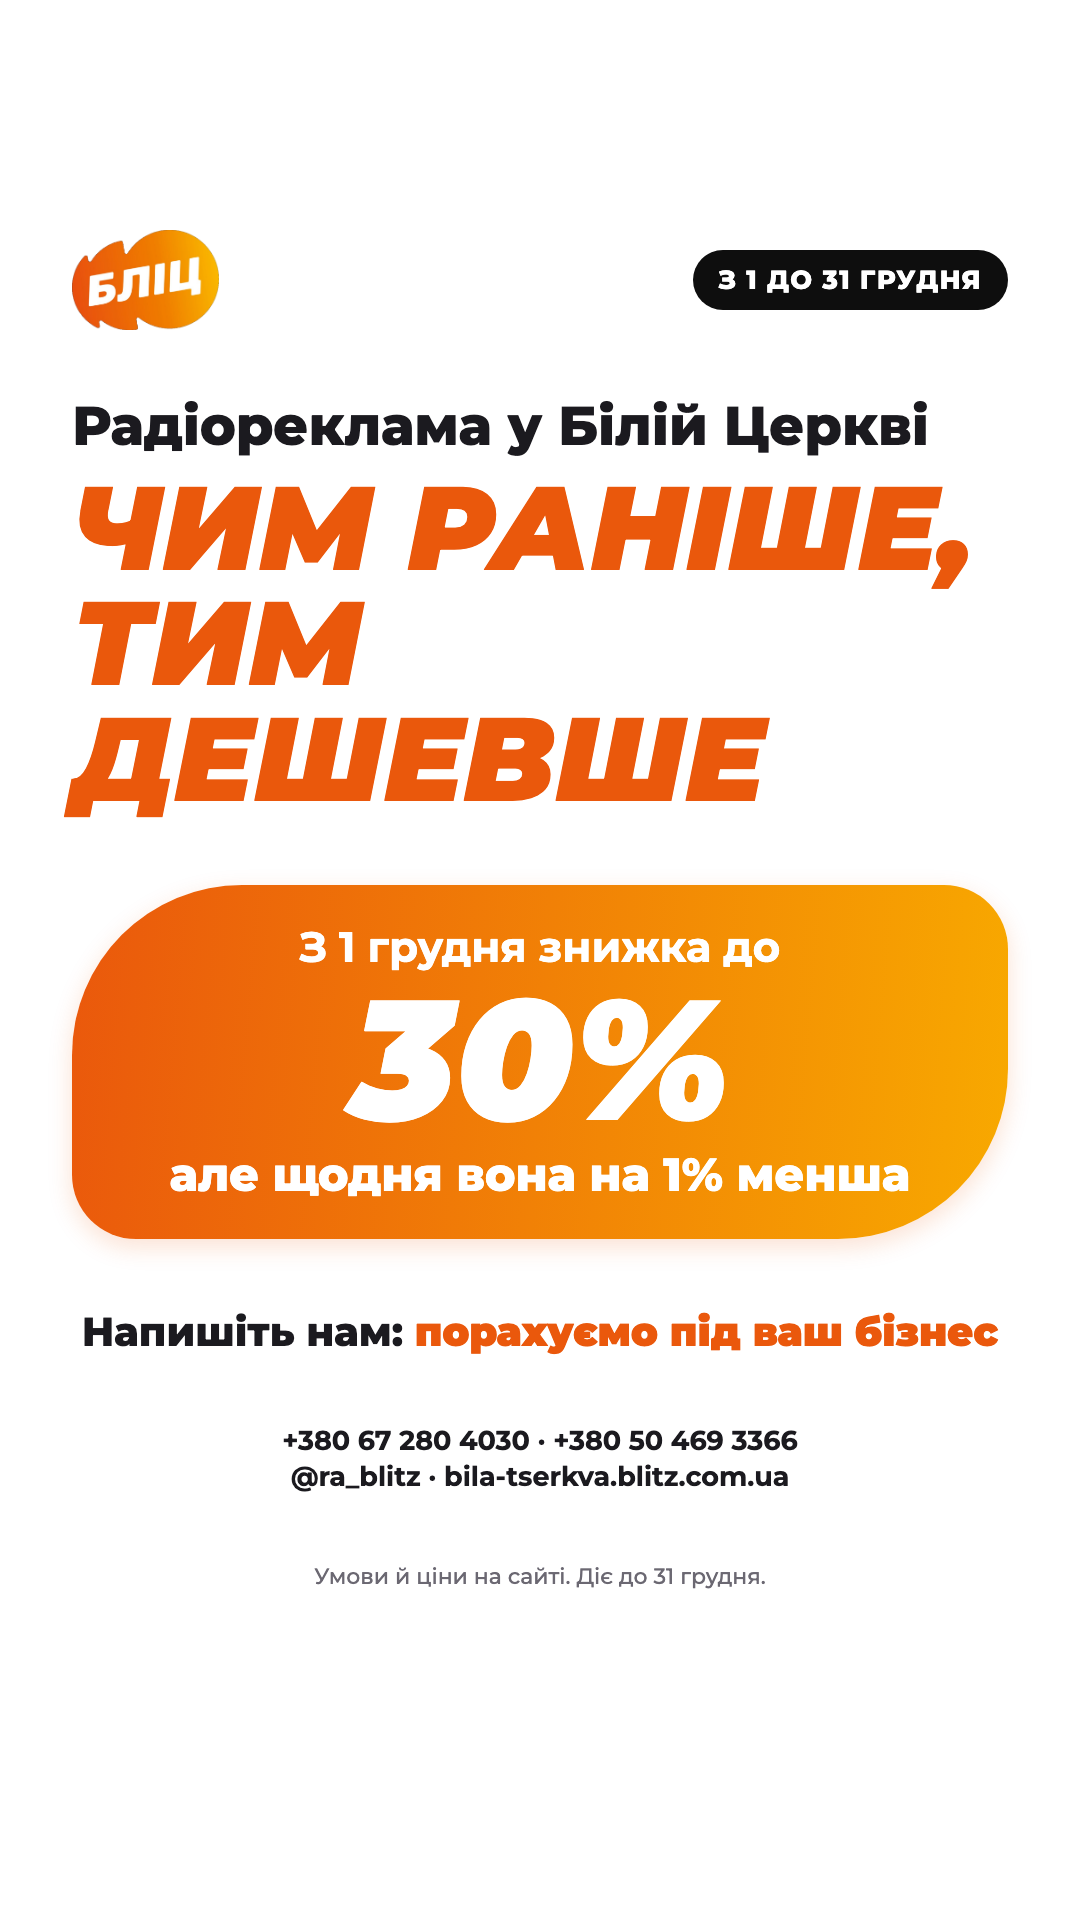 БЛІЦ
З 1 ДО 31 ГРУДНЯ
Радіореклама у Білій Церкві
ЧИМ РАНІШЕ,
ТИМ
ДЕШЕВШЕ
З 1 грудня знижка до
30%
але щодня вона на 1% менша
Напишіть нам: порахуємо під ваш бізнес
+380 67 280 4030 · +380 50 469 3366
@ra_blitz · bila-tserkva.blitz.com.ua
Умови й ціни на сайті. Діє до 31 грудня.